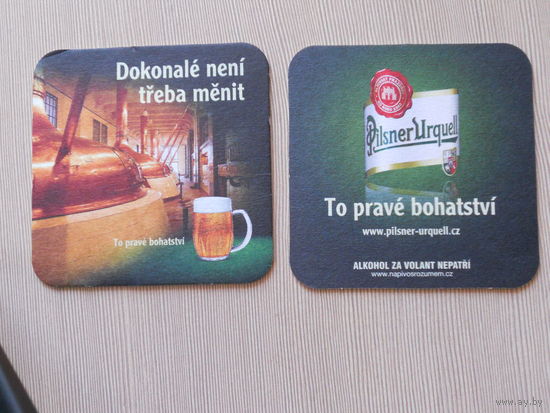 Dokonalé není
třeba měnit
To pravé bohatství
Pilsner Urquell
To pravé bohatství
www.pilsner-urquell.cz
ALKOHOL ZA VOLANT NEPATŘÍ
www.napivosrozumem.cz
www.ay.by